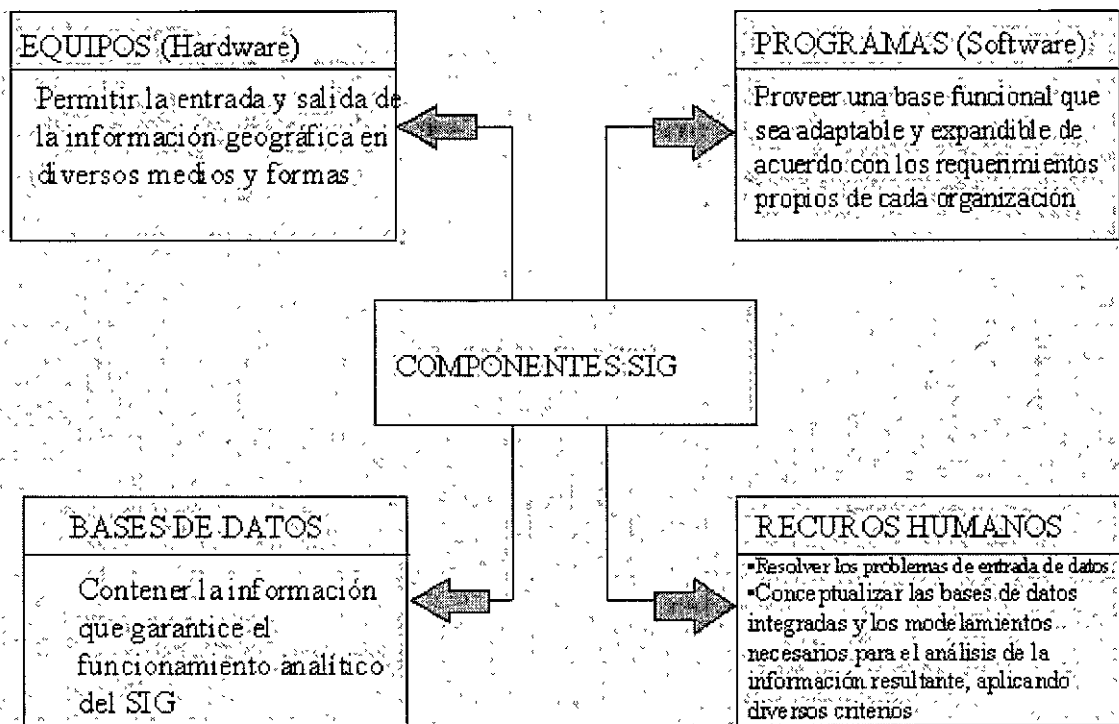 EQUIPOS (Hardware)
Permitir la entrada y salida de
la información geográfica en
diversos medios y formas
PROGRAMAS (Software)
Proveer una base funcional que
sea adaptable y expandible de
acuerdo con los requerimientos
propios de cada organización
COMPONENTES SIG
BASES DE DATOS
Contener la información
que garantice el
funcionamiento analítico
del SIG
RECUROS HUMANOS
▪Resolver los problemas de entrada de datos.
▪Conceptualizar las bases de datos
integradas y los modelamientos
necesarios para el análisis de la
información resultante, aplicando
diversos criterios